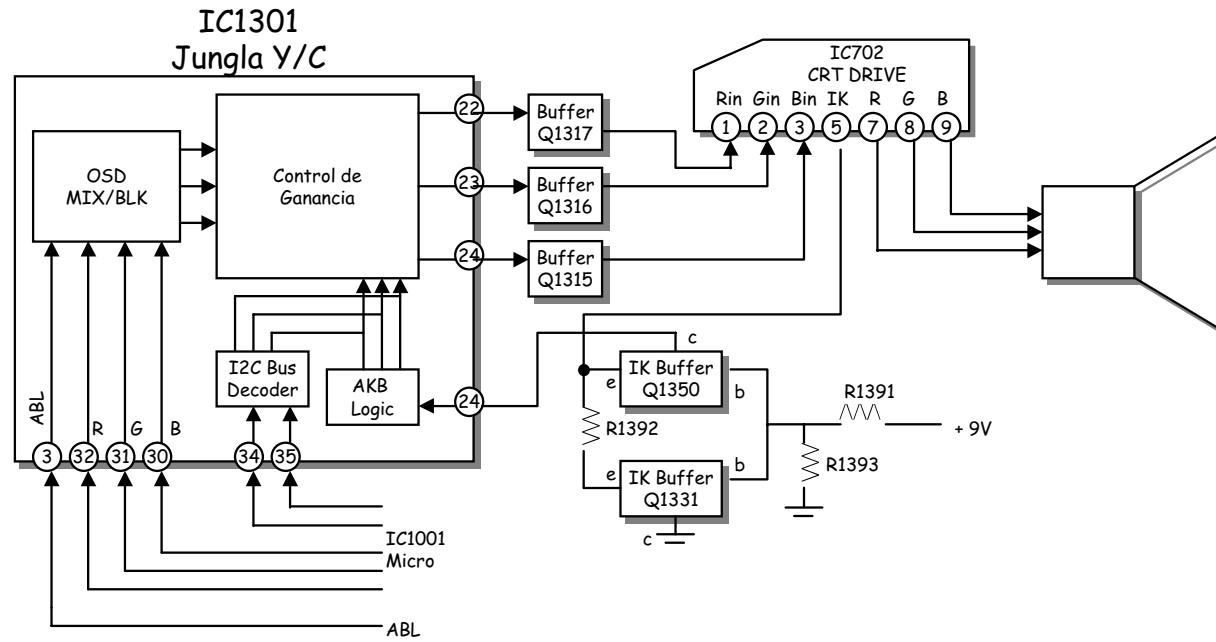 IC1301
Jungla Y/C
IC702
CRT DRIVE
Rin Gin Bin IK R G B
1 2 3 5 7 8 9
OSD
MIX/BLK
Control de
Ganancia
22
Buffer
Q1317
23
Buffer
Q1316
24
Buffer
Q1315
I2C Bus
Decoder
AKB
Logic
24
c
e
IK Buffer
Q1350
b
R1392
R1391
+ 9V
R1393
e
IK Buffer
Q1331
b
c
ABL
R G B
3 32 31 30 34 35
IC1001
Micro
ABL